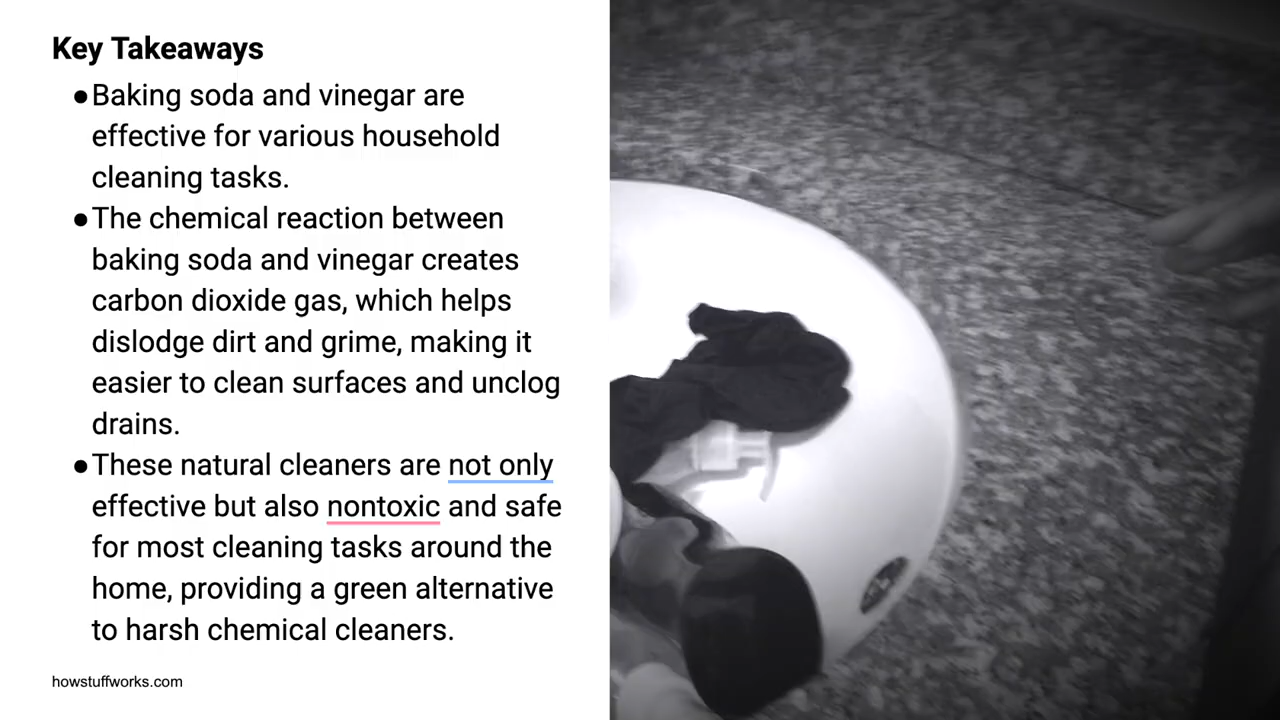 Key Takeaways
●Baking soda and vinegar are
effective for various household
cleaning tasks.
●The chemical reaction between
baking soda and vinegar creates
carbon dioxide gas, which helps
dislodge dirt and grime, making it
easier to clean surfaces and unclog
drains.
●These natural cleaners are not only
effective but also nontoxic and safe
for most cleaning tasks around the
home, providing a green alternative
to harsh chemical cleaners.
howstuffworks.com